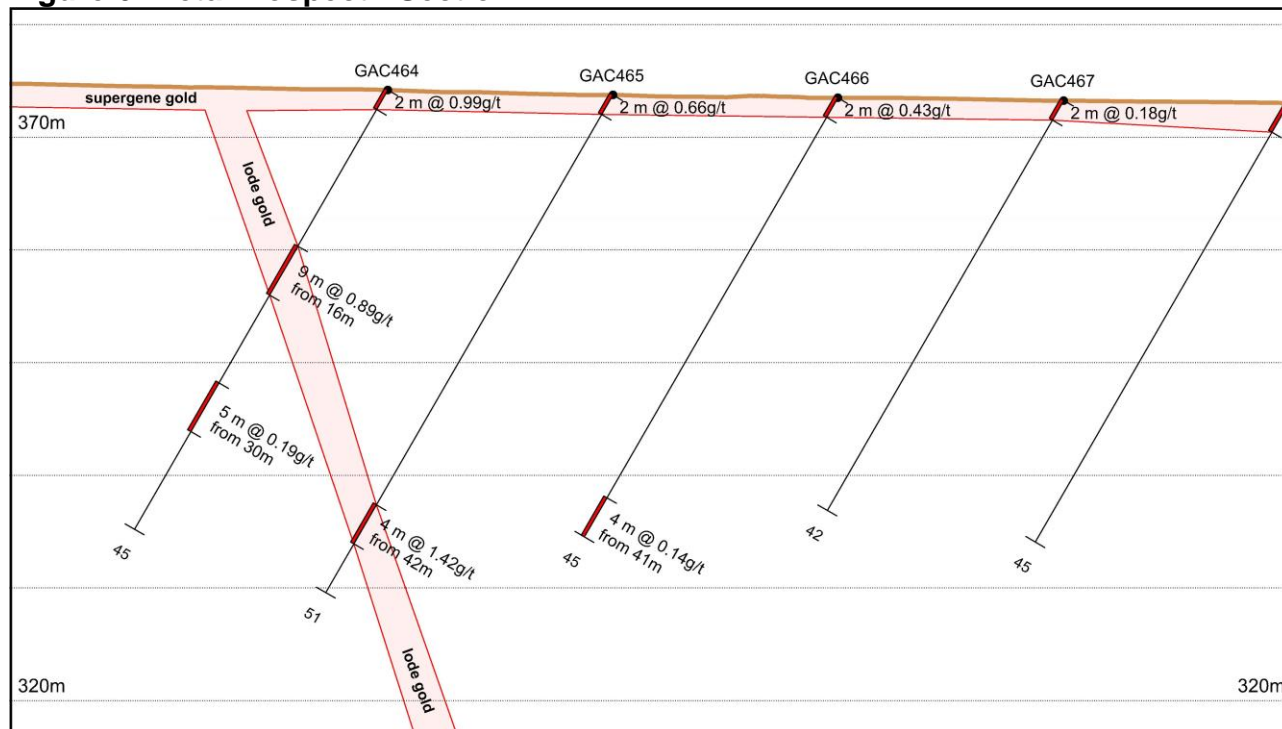 GAC464
GAC465
GAC466
GAC467
supergene gold
2 m @ 0.99g/t
2 m @ 0.66g/t
2 m @ 0.43g/t
2 m @ 0.18g/t
370m
lode gold
9 m @ 0.89g/t
from 16m
5 m @ 0.19g/t
from 30m
4 m @ 1.42g/t
from 42m
4 m @ 0.14g/t
from 41m
45
51
45
42
45
lode gold
320m
320m